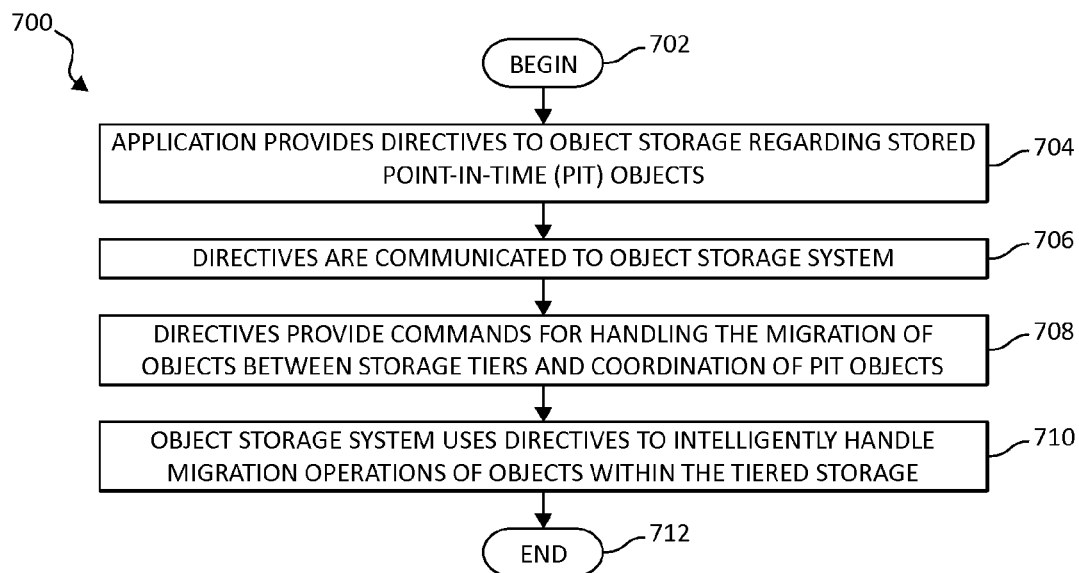 700
BEGIN
702
APPLICATION PROVIDES DIRECTIVES TO OBJECT STORAGE REGARDING STORED
POINT-IN-TIME (PIT) OBJECTS
704
DIRECTIVES ARE COMMUNICATED TO OBJECT STORAGE SYSTEM
706
DIRECTIVES PROVIDE COMMANDS FOR HANDLING THE MIGRATION OF
OBJECTS BETWEEN STORAGE TIERS AND COORDINATION OF PIT OBJECTS
708
OBJECT STORAGE SYSTEM USES DIRECTIVES TO INTELLIGENTLY HANDLE
MIGRATION OPERATIONS OF OBJECTS WITHIN THE TIERED STORAGE
710
END
712